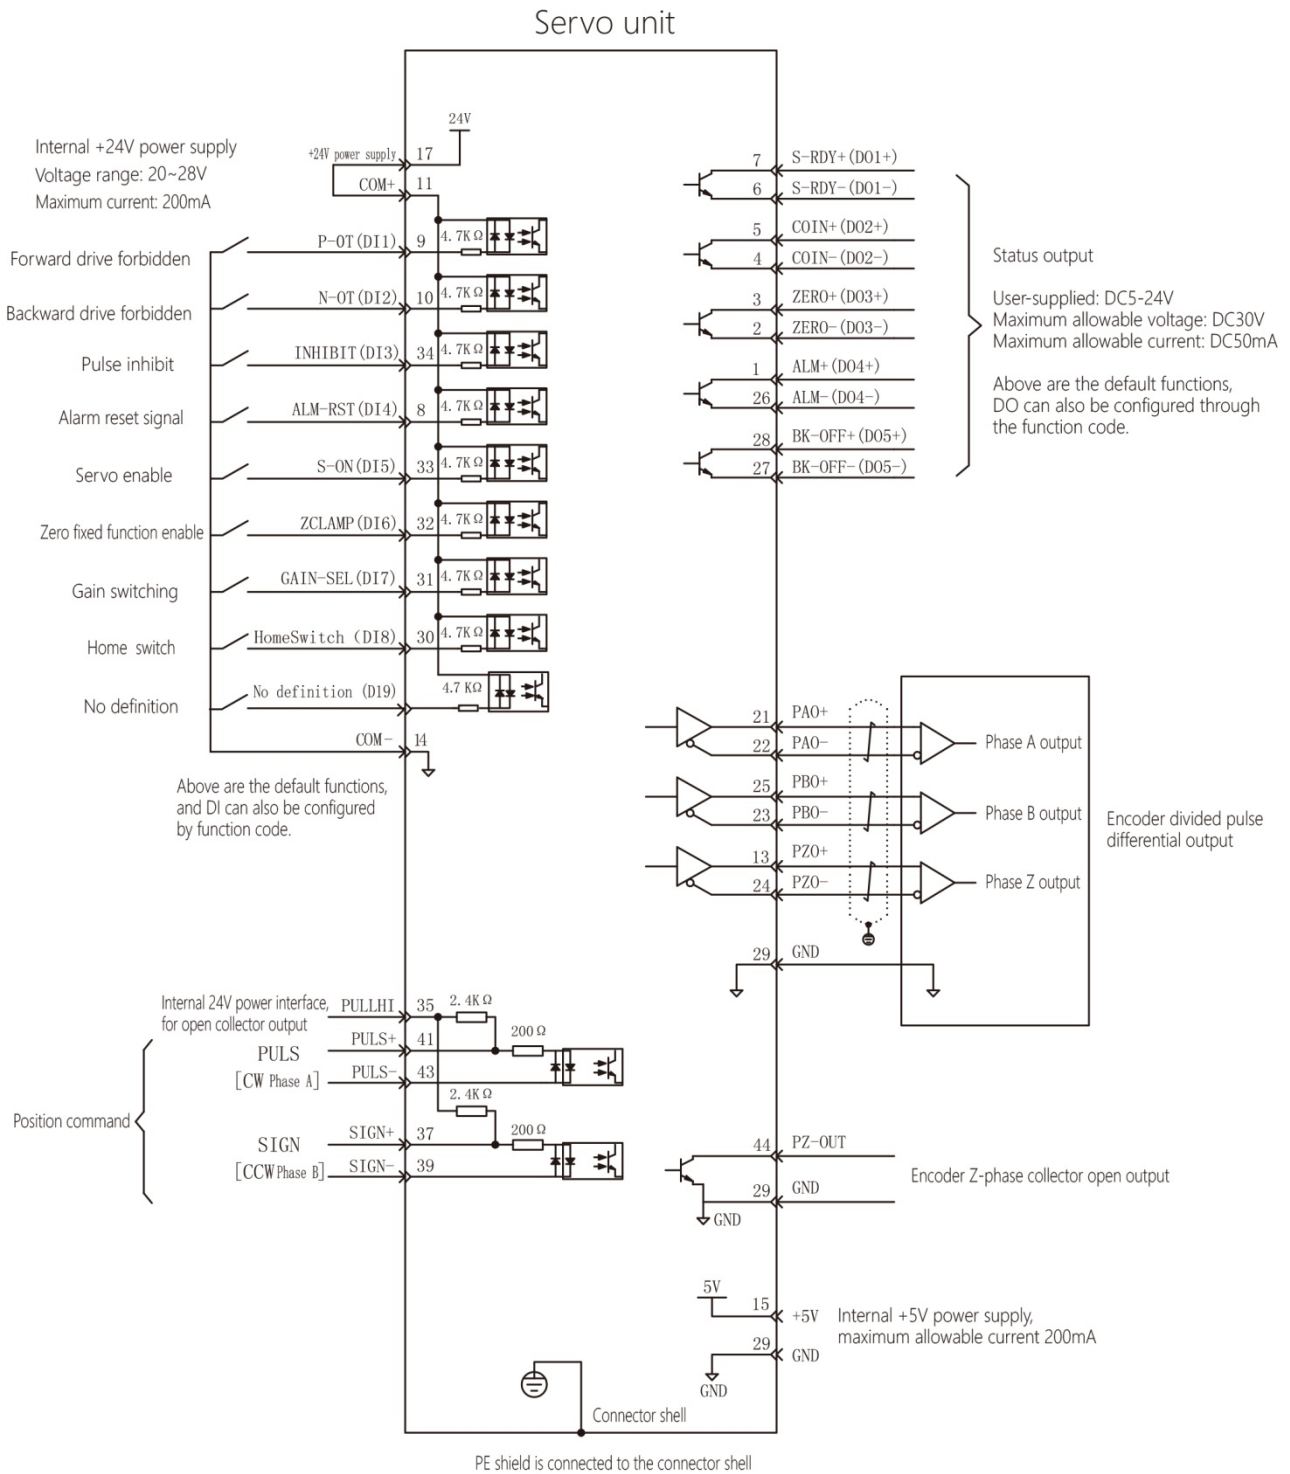 Servo unit
24V
Internal +24V power supply
Voltage range: 20~28V
Maximum current: 200mA
+24V power supply 17
COM+ 11
Forward drive forbidden P-OT(DI1) 9 4.7KΩ
Backward drive forbidden N-OT(DI2) 10 4.7KΩ
Pulse inhibit INHIBIT(DI3) 34 4.7KΩ
Alarm reset signal ALM-RST(DI4) 8 4.7KΩ
Servo enable S-ON(DI5) 33 4.7KΩ
Zero fixed function enable ZCLAMP(DI6) 32 4.7KΩ
Gain switching GAIN-SEL(DI7) 31 4.7KΩ
Home switch HomeSwitch (DI8) 30 4.7KΩ
No definition No definition (D19) 4.7 KΩ
COM- 14
Above are the default functions,
and DI can also be configured
by function code.
7 S-RDY+(DO1+)
6 S-RDY-(DO1-)
5 COIN+(DO2+)
4 COIN-(DO2-)
3 ZERO+(DO3+)
2 ZERO-(DO3-)
1 ALM+(DO4+)
26 ALM-(DO4-)
28 BK-OFF+(DO5+)
27 BK-OFF-(DO5-)
Status output
User-supplied: DC5-24V
Maximum allowable voltage: DC30V
Maximum allowable current: DC50mA
Above are the default functions,
DO can also be configured through
the function code.
21 PAO+
22 PAO-
Phase A output
25 PBO+
23 PBO-
Phase B output
13 PZO+
24 PZO-
Phase Z output
Encoder divided pulse
differential output
29 GND
Internal 24V power interface,
for open collector output
PULLHI 35 2.4KΩ
PULS+ 41 200Ω
PULS
[CW Phase A]
PULS- 43
2.4KΩ
Position command
SIGN+ 37 200Ω
SIGN
[CCW Phase B]
SIGN- 39
44 PZ-OUT
Encoder Z-phase collector open output
29 GND
GND
5V
15 +5V
Internal +5V power supply,
maximum allowable current 200mA
29 GND
GND
Connector shell
PE shield is connected to the connector shell